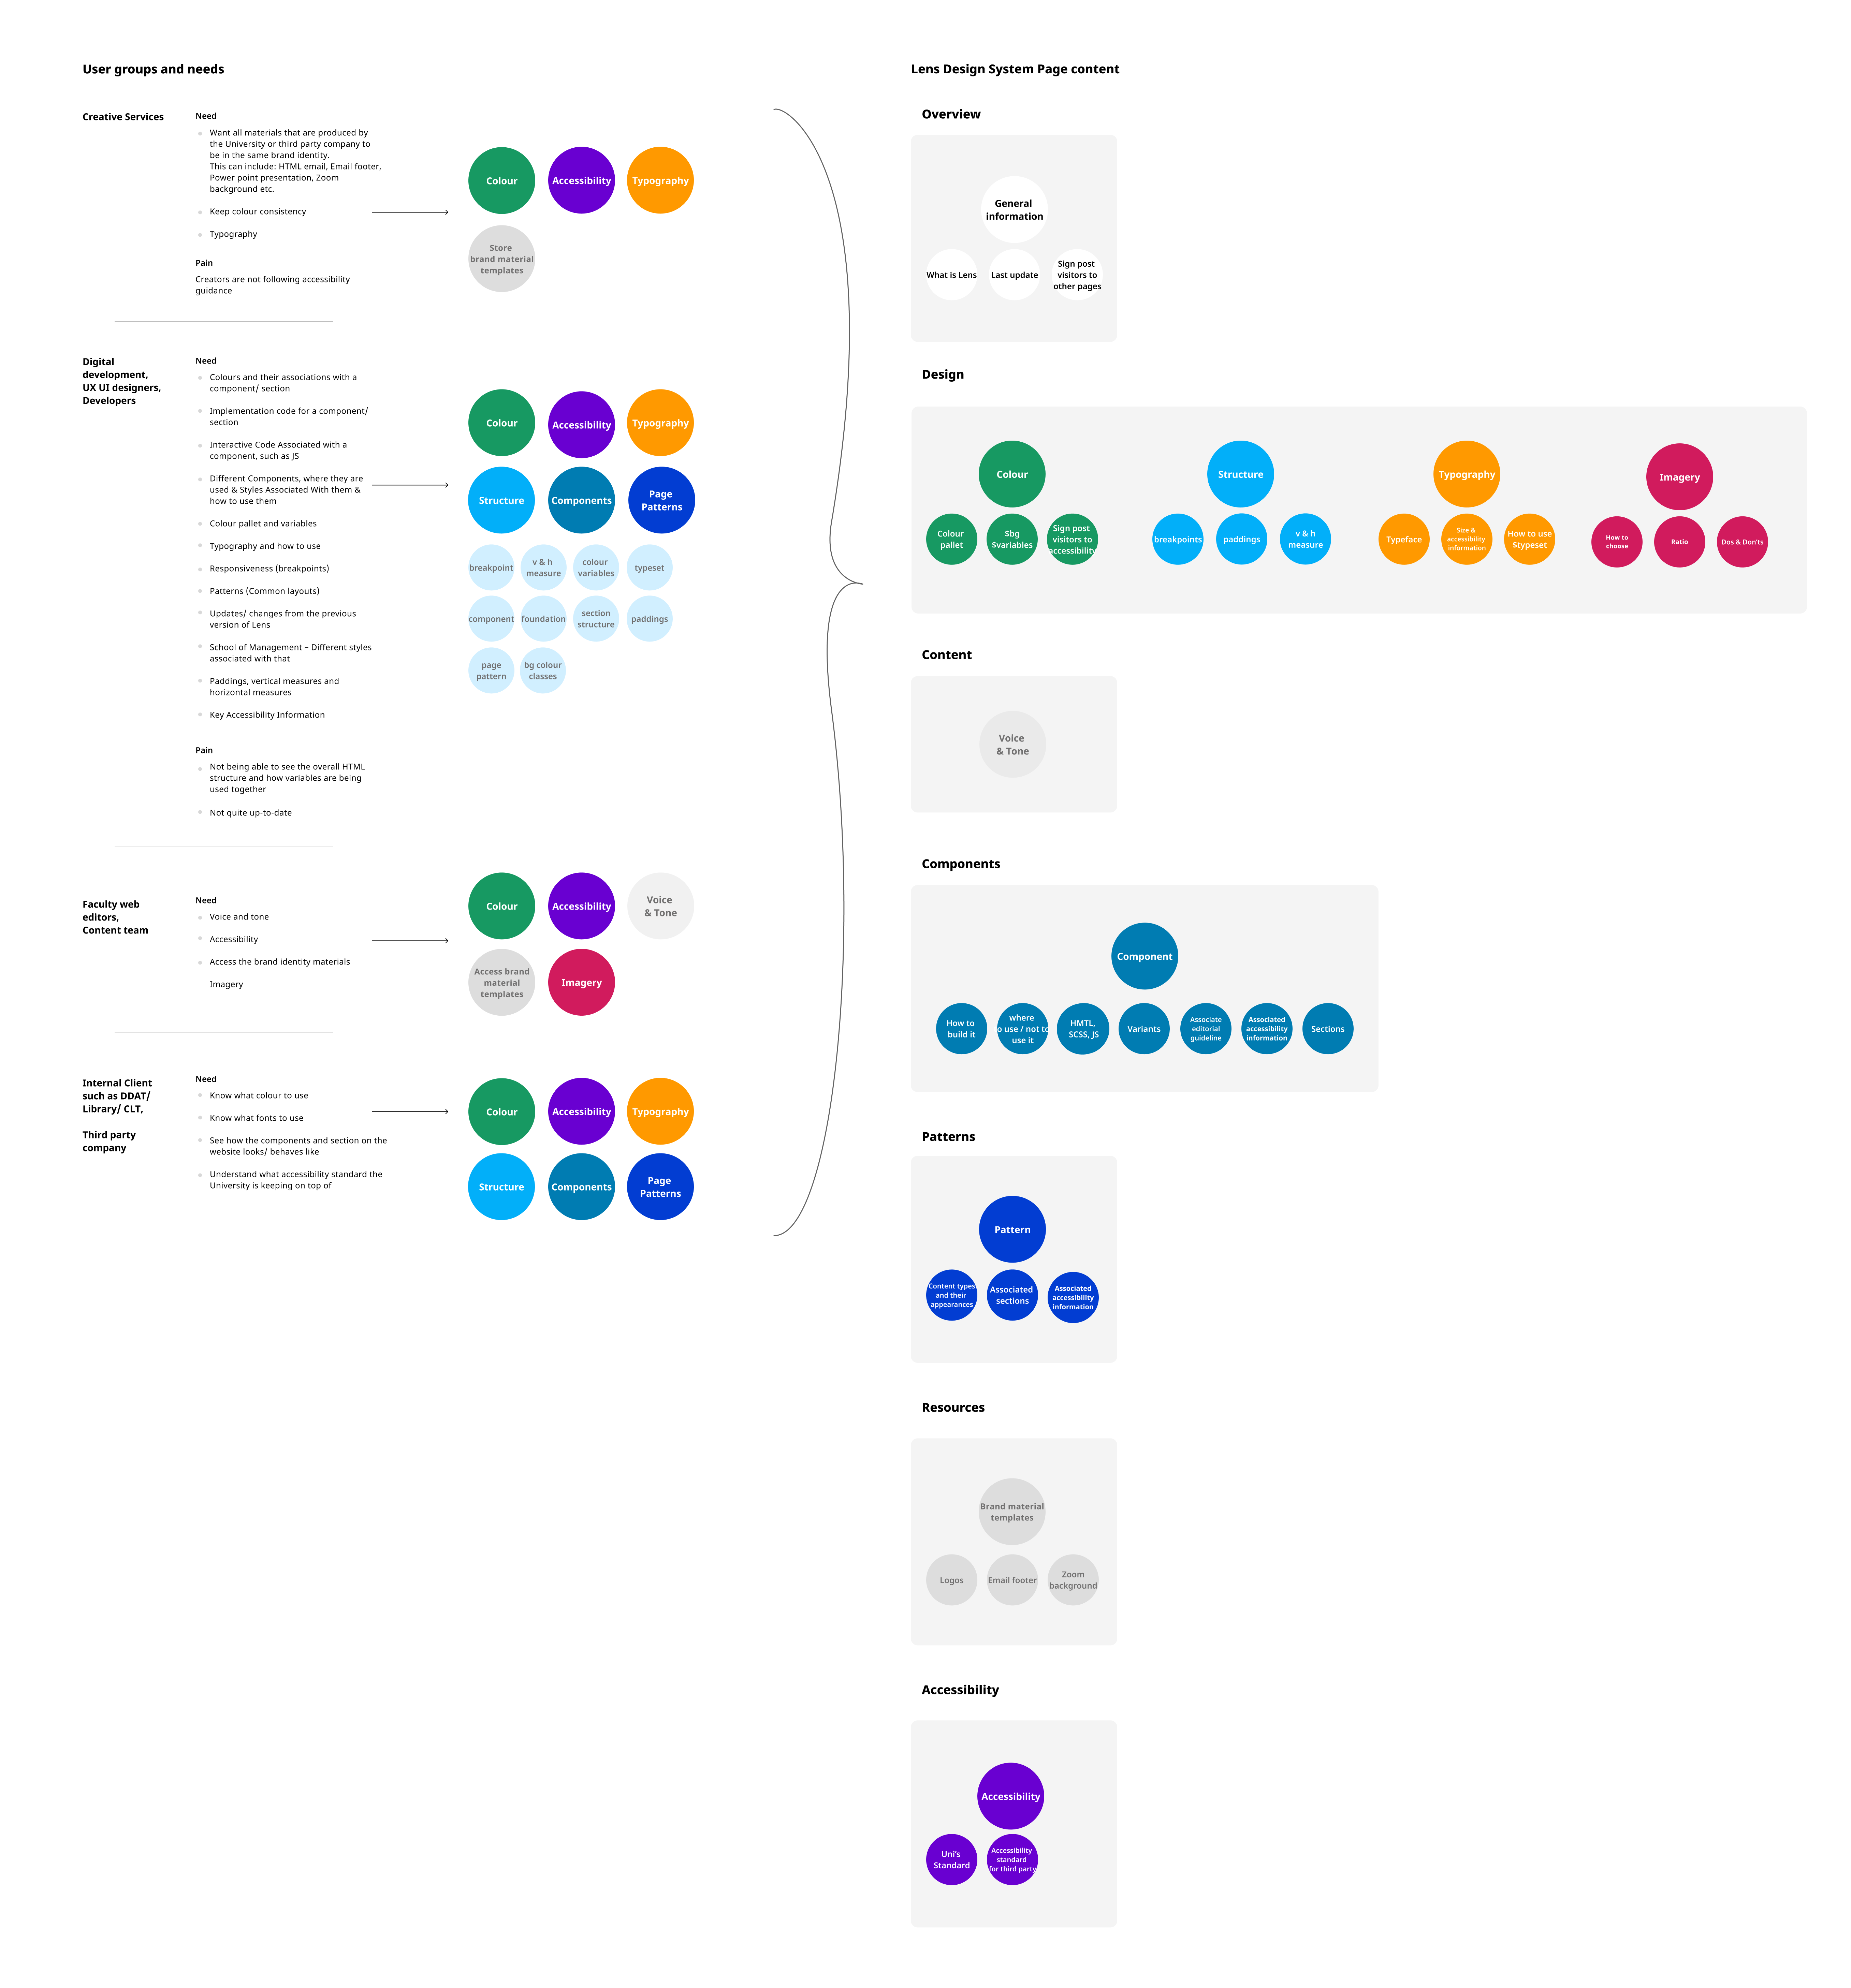 User groups and needs
Creative Services
Need
Want all materials that are produced by
the University or third party company to
be in the same brand identity.
This can include: HTML email, Email footer,
Power point presentation, Zoom
background etc.
Keep colour consistency
Typography
Pain
Creators are not following accessibility
guidance
Colour
Accessibility
Typography
Store
brand material
templates
Digital
development,
UX UI designers,
Developers
Need
Colours and their associations with a
component/ section
Implementation code for a component/
section
Interactive Code Associated with a
component, such as JS
Different Components, where they are
used & Styles Associated With them &
how to use them
Colour pallet and variables
Typography and how to use
Responsiveness (breakpoints)
Patterns (Common layouts)
Updates/ changes from the previous
version of Lens
School of Management – Different styles
associated with that
Paddings, vertical measures and
horizontal measures
Key Accessibility Information
Pain
Not being able to see the overall HTML
structure and how variables are being
used together
Not quite up-to-date
Colour
Accessibility
Typography
Structure
Components
Page
Patterns
breakpoint
v & h
measure
colour
variables
typeset
component
foundation
section
structure
paddings
page
pattern
bg colour
classes
Faculty web
editors,
Content team
Need
Voice and tone
Accessibility
Access the brand identity materials
Imagery
Colour
Accessibility
Voice
& Tone
Access brand
material
templates
Imagery
Internal Client
such as DDAT/
Library/ CLT,
Third party
company
Need
Know what colour to use
Know what fonts to use
See how the components and section on the
website looks/ behaves like
Understand what accessibility standard the
University is keeping on top of
Colour
Accessibility
Typography
Structure
Components
Page
Patterns
Lens Design System Page content
Overview
General
information
What is Lens
Last update
Sign post
visitors to
other pages
Design
Colour
Colour
pallet
$bg
$variables
Sign post
visitors to
accessibility
Structure
breakpoints
paddings
v & h
measure
Typography
Typeface
Size &
accessibility
information
How to use
$typeset
Imagery
How to
choose
Ratio
Dos & Don'ts
Content
Voice
& Tone
Components
Component
How to
build it
where
o use / not to
use it
HMTL,
SCSS, JS
Variants
Associate
editorial
guideline
Associated
accessibility
information
Sections
Patterns
Pattern
Content types
and their
appearances
Associated
sections
Associated
accessibility
information
Resources
Brand material
templates
Logos
Email footer
Zoom
background
Accessibility
Accessibility
Uni's
Standard
Accessibility
standard
for third party